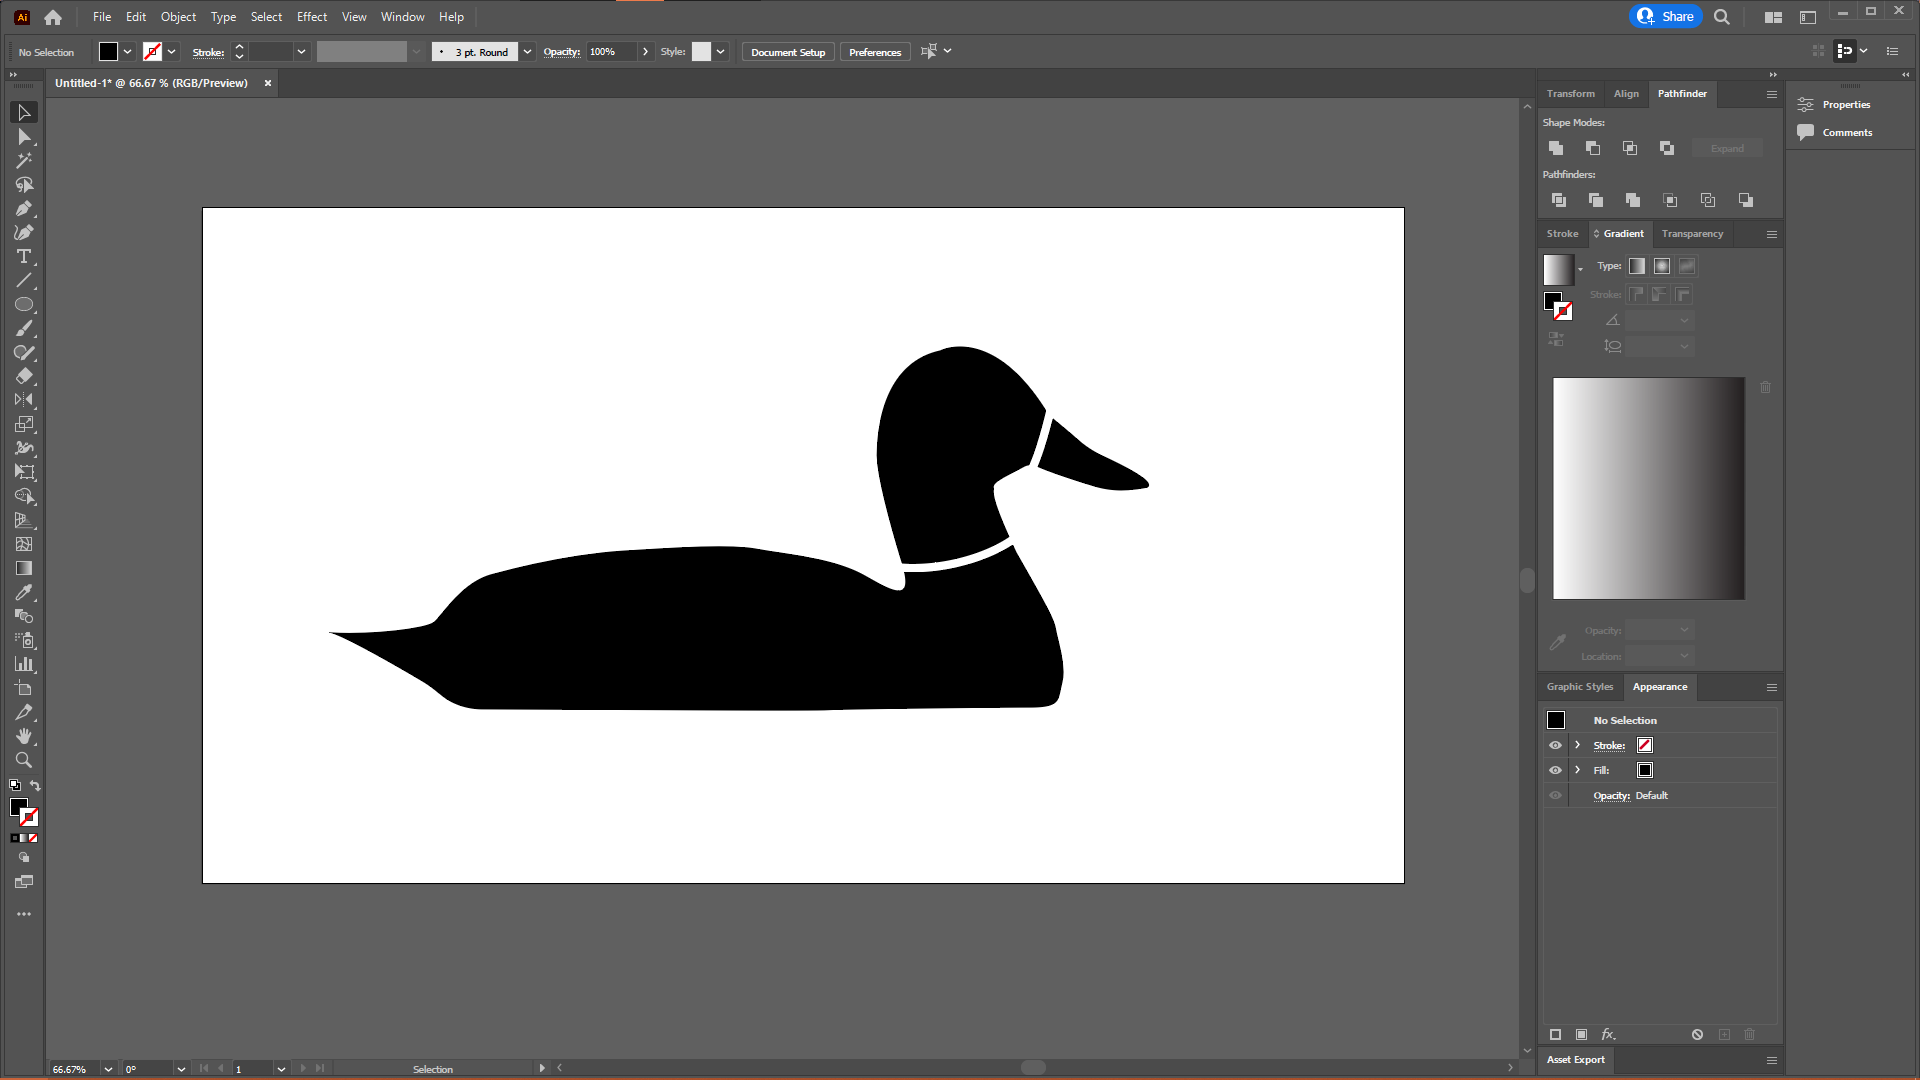 Ai File Edit Object Type Select Effect View Window Help Share
No Selection Stroke: 3 pt. Round Opacity: 100% Style: Document Setup Preferences
Untitled-1* @ 66.67 % (RGB/Preview)
Transform Align Pathfinder
Properties
Shape Modes:
Comments
Expand
Pathfinders:
Stroke Gradient Transparency
Type:
Stroke:
Opacity:
Location:
Graphic Styles Appearance
No Selection
Stroke:
Fill:
Opacity: Default
fx.
Asset Export
66.67% 0° 1 Selection